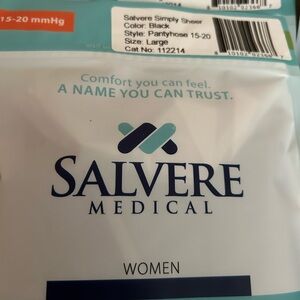 15-20 mmHg
Salvere Simply Sheer
Color: Black
Style: Pantyhose 15-20
Size: Large
Cat No: 112214
Comfort you can feel.
A NAME YOU CAN TRUST.
SALVERE
MEDICAL
WOMEN